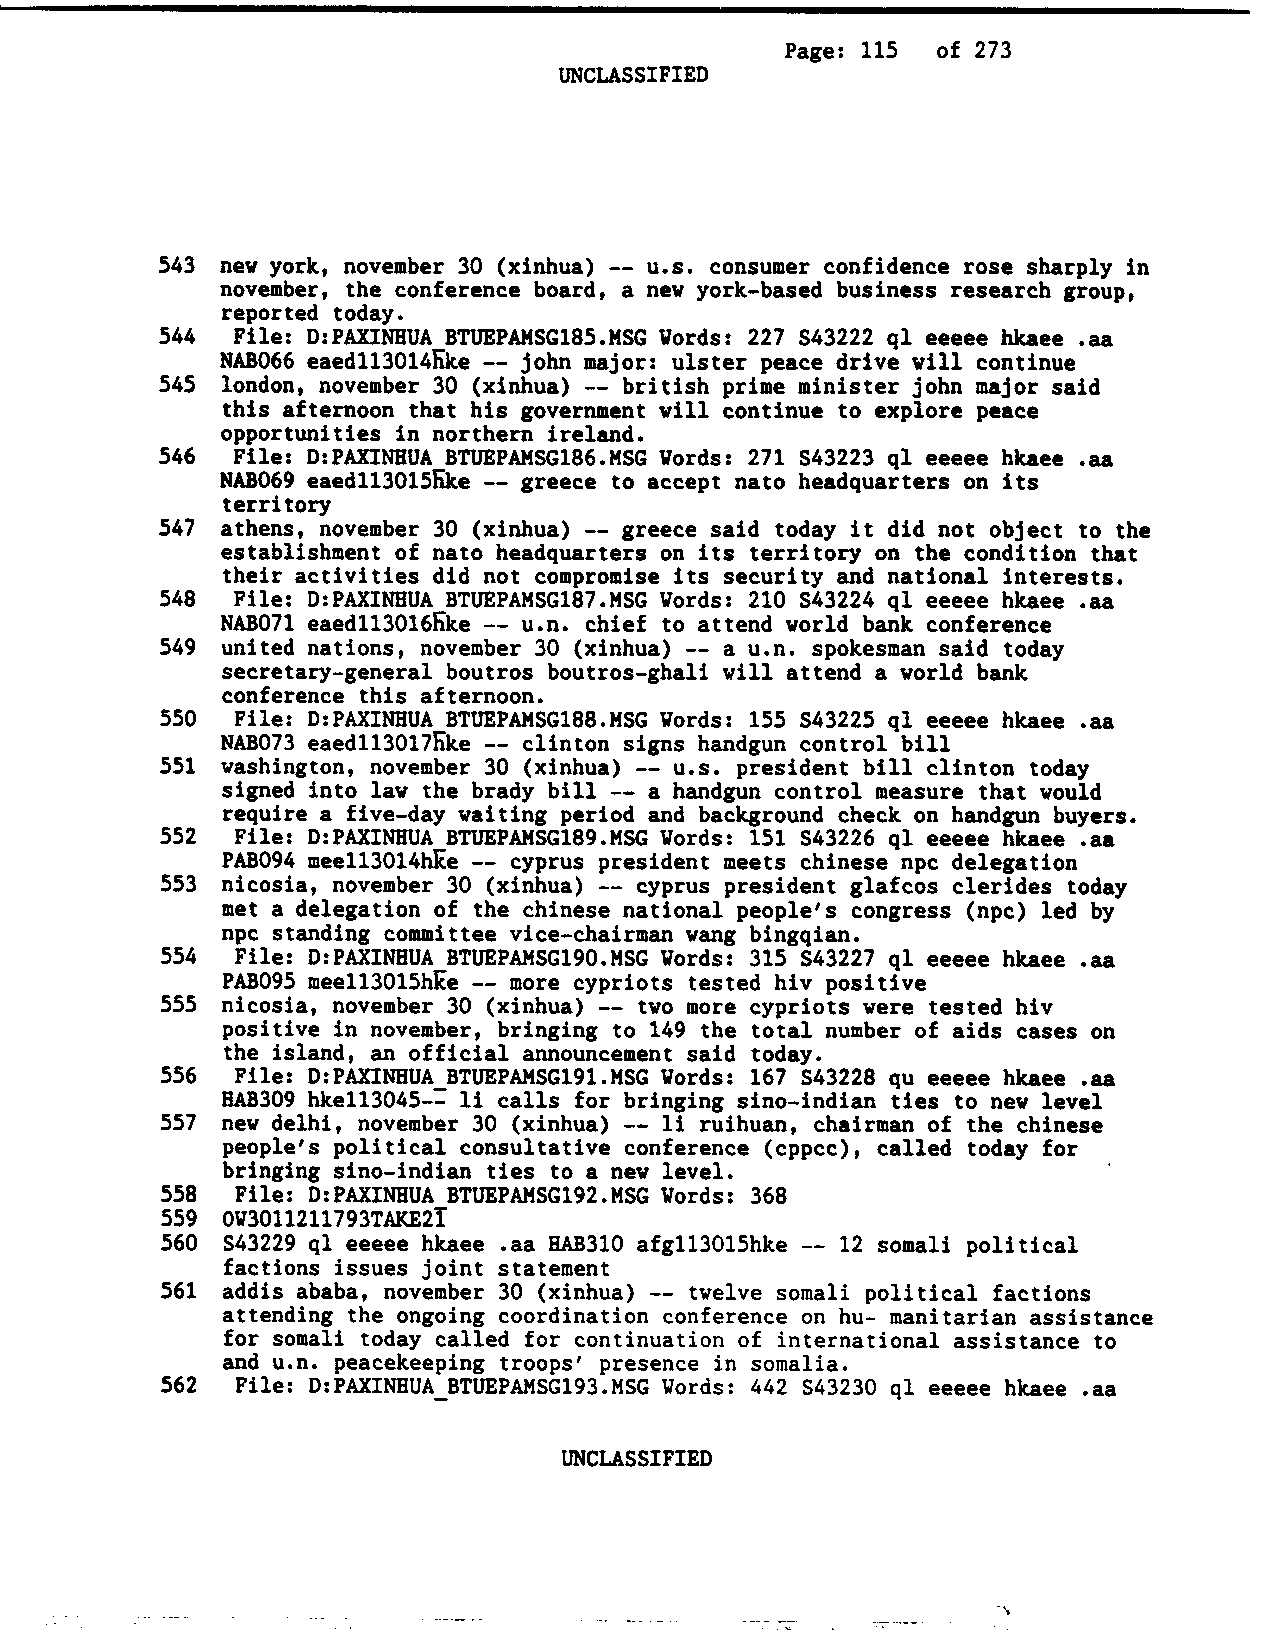 Page: 115 of 273
UNCLASSIFIED
543 new york, november 30 (xinhua) -- u.s. consumer confidence rose sharply in
november, the conference board, a new york-based business research group,
reported today.
544 File: D:PAXINHUA_BTUEPAMSG185.MSG Words: 227 S43222 ql eeeee hkaee .aa
NAB066 eaed113014hke -- john major: ulster peace drive will continue
545 london, november 30 (xinhua) -- british prime minister john major said
this afternoon that his government will continue to explore peace
opportunities in northern ireland.
546 File: D:PAXINHUA_BTUEPAMSG186.MSG Words: 271 S43223 ql eeeee hkaee .aa
NAB069 eaed113015hke -- greece to accept nato headquarters on its
territory
547 athens, november 30 (xinhua) -- greece said today it did not object to the
establishment of nato headquarters on its territory on the condition that
their activities did not compromise its security and national interests.
548 File: D:PAXINHUA_BTUEPAMSG187.MSG Words: 210 S43224 ql eeeee hkaee .aa
NAB071 eaed113016hke -- u.n. chief to attend world bank conference
549 united nations, november 30 (xinhua) -- a u.n. spokesman said today
secretary-general boutros boutros-ghali will attend a world bank
conference this afternoon.
550 File: D:PAXINHUA_BTUEPAMSG188.MSG Words: 155 S43225 ql eeeee hkaee .aa
NAB073 eaed113017hke -- clinton signs handgun control bill
551 washington, november 30 (xinhua) -- u.s. president bill clinton today
signed into law the brady bill -- a handgun control measure that would
require a five-day waiting period and background check on handgun buyers.
552 File: D:PAXINHUA_BTUEPAMSG189.MSG Words: 151 S43226 ql eeeee hkaee .aa
PAB094 meel113014hke -- cyprus president meets chinese npc delegation
553 nicosia, november 30 (xinhua) -- cyprus president glafcos clerides today
met a delegation of the chinese national people's congress (npc) led by
npc standing committee vice-chairman wang bingqian.
554 File: D:PAXINHUA_BTUEPAMSG190.MSG Words: 315 S43227 ql eeeee hkaee .aa
PAB095 meel113015hke -- more cypriots tested hiv positive
555 nicosia, november 30 (xinhua) -- two more cypriots were tested hiv
positive in november, bringing to 149 the total number of aids cases on
the island, an official announcement said today.
556 File: D:PAXINHUA_BTUEPAMSG191.MSG Words: 167 S43228 qu eeeee hkaee .aa
HAB309 hkel113045-- li calls for bringing sino-indian ties to new level
557 new delhi, november 30 (xinhua) -- li ruihuan, chairman of the chinese
people's political consultative conference (cppcc), called today for
bringing sino-indian ties to a new level.
558 File: D:PAXINHUA_BTUEPAMSG192.MSG Words: 368
559 OW3011211793TAKE21
560 S43229 ql eeeee hkaee .aa HAB310 afgl113015hke -- 12 somali political
factions issues joint statement
561 addis ababa, november 30 (xinhua) -- twelve somali political factions
attending the ongoing coordination conference on hu- manitarian assistance
for somali today called for continuation of international assistance to
and u.n. peacekeeping troops' presence in somalia.
562 File: D:PAXINHUA_BTUEPAMSG193.MSG Words: 442 S43230 ql eeeee hkaee .aa
UNCLASSIFIED